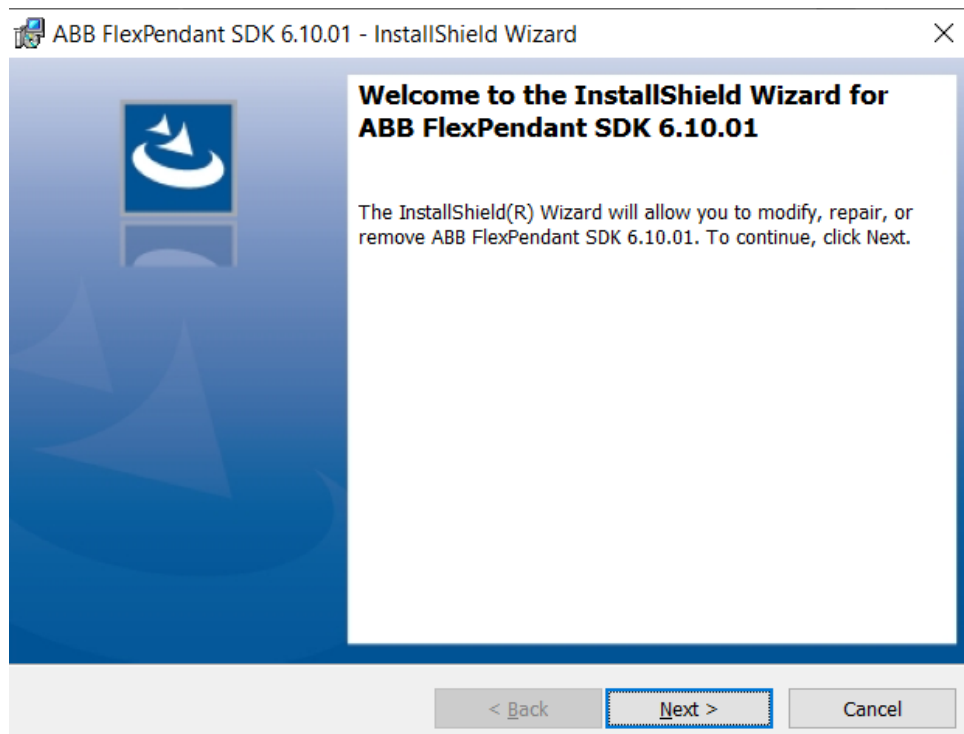 ABB FlexPendant SDK 6.10.01 - InstallShield Wizard
Welcome to the InstallShield Wizard for
ABB FlexPendant SDK 6.10.01
The InstallShield(R) Wizard will allow you to modify, repair, or
remove ABB FlexPendant SDK 6.10.01. To continue, click Next.
< Back
Next >
Cancel